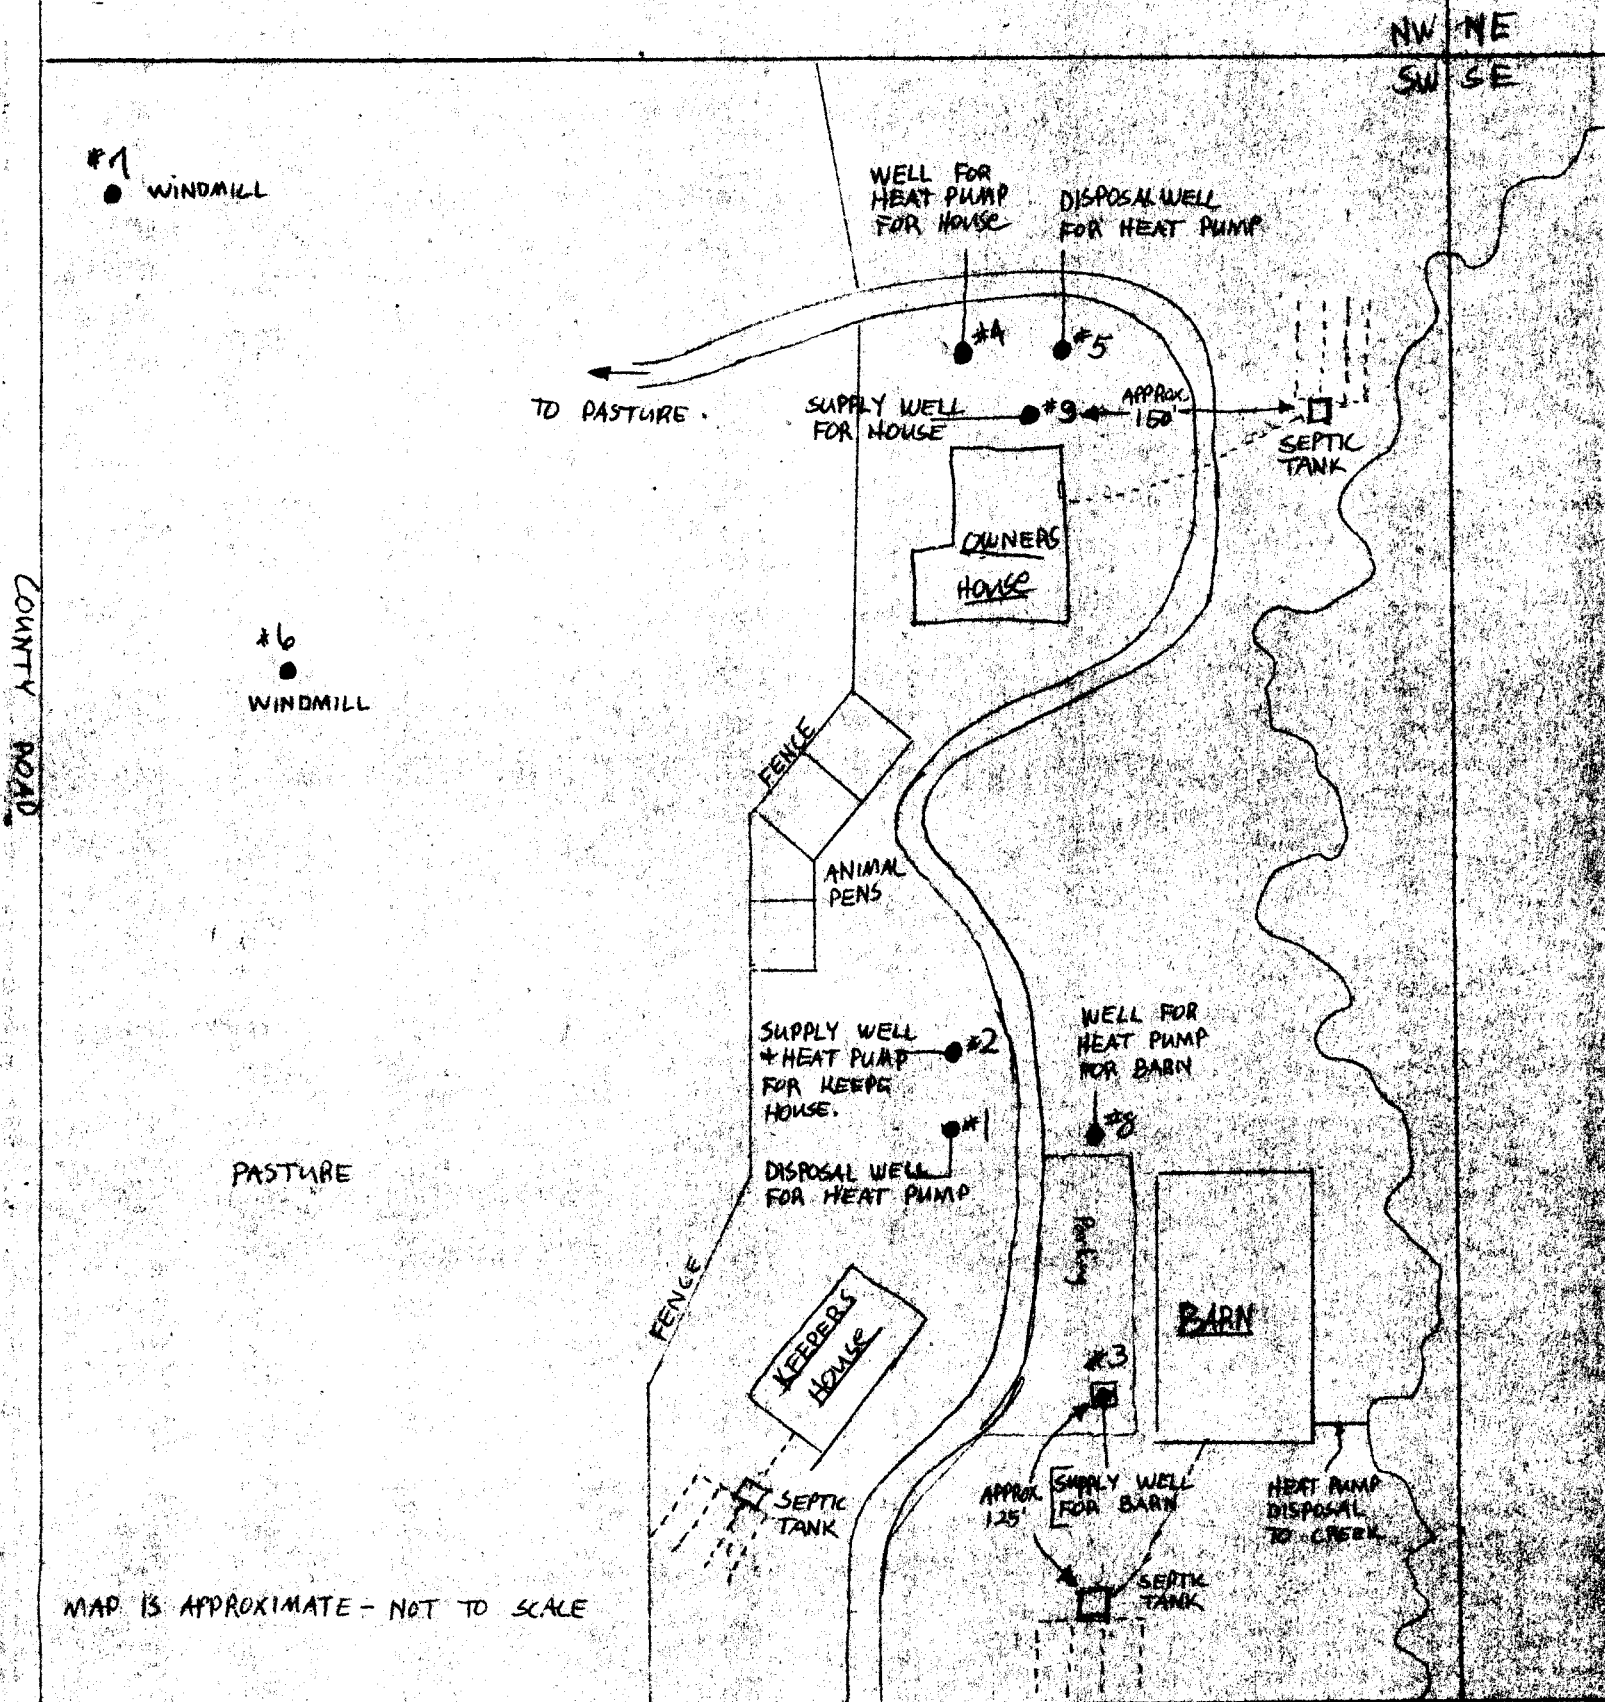 NW NE
SW SE
#7
WINDMILL
WELL FOR
HEAT PUMP
FOR HOUSE
DISPOSAL WELL
FOR HEAT PUMP
#4
#5
TO PASTURE.
SUPPLY WELL
FOR HOUSE
#9
APPROX.
150'
SEPTIC
TANK
OWNERS
HOUSE
COUNTY ROAD
#6
WINDMILL
FENCE
ANIMAL
PENS
SUPPLY WELL
+ HEAT PUMP
FOR KEEPG
HOUSE.
#2
#1
DISPOSAL WELL
FOR HEAT PUMP
WELL FOR
HEAT PUMP
FOR BARN
#8
PASTURE
Parking
FENCE
KEEPERS
HOUSE
BARN
#3
SEPTIC
TANK
APPROX.
125'
SUPPLY WELL
FOR BARN
HEAT PUMP
DISPOSAL
TO CREEK
SEPTIC
TANK
MAP IS APPROXIMATE - NOT TO SCALE